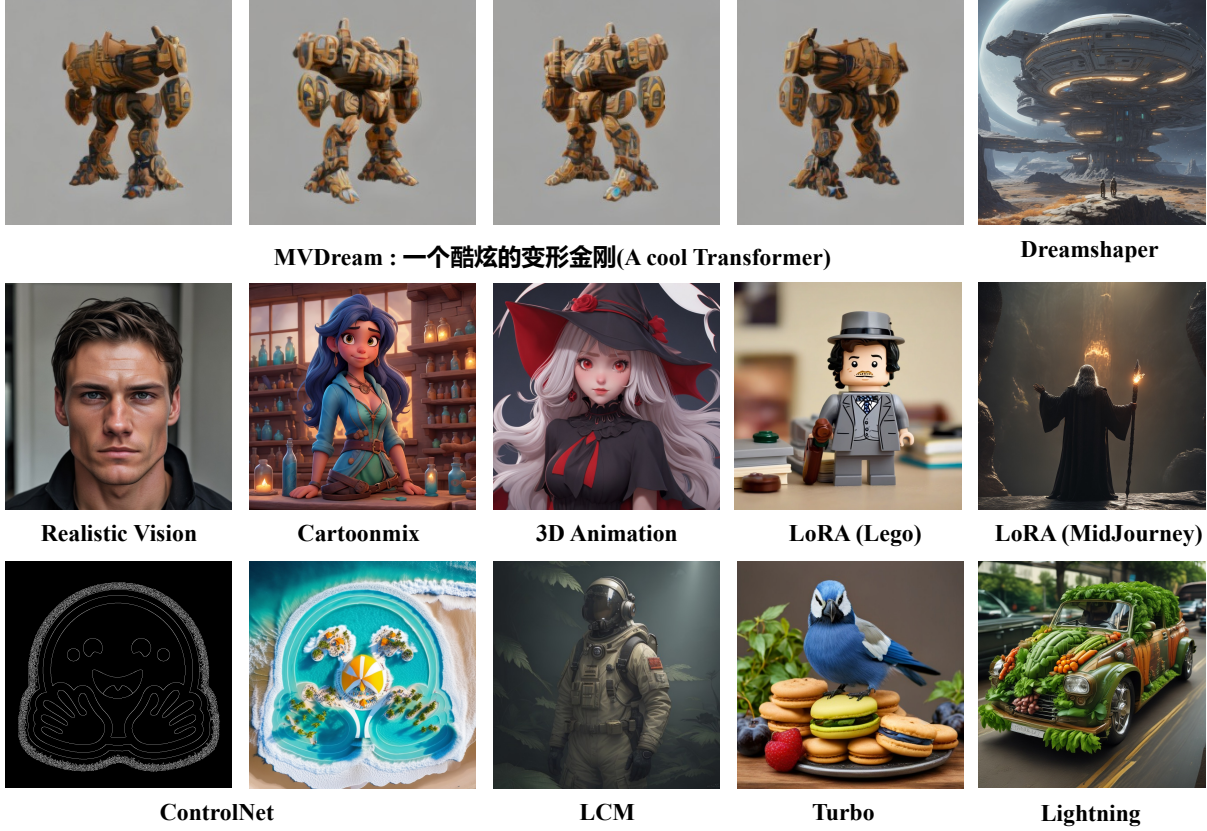 MVDream : 一个酷炫的变形金刚(A cool Transformer)
Dreamshaper
Realistic Vision
Cartoonmix
3D Animation
LoRA (Lego)
LoRA (MidJourney)
ControlNet
LCM
Turbo
Lightning